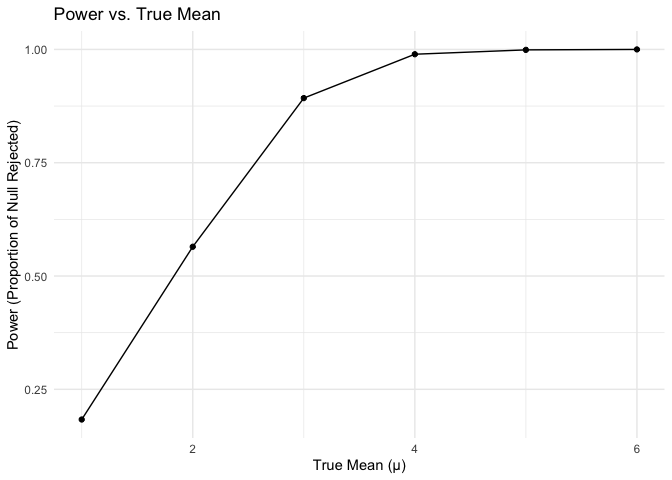 Power vs. True Mean
Power (Proportion of Null Rejected)
1.00
0.75
0.50
0.25
2
4
6
True Mean (μ)